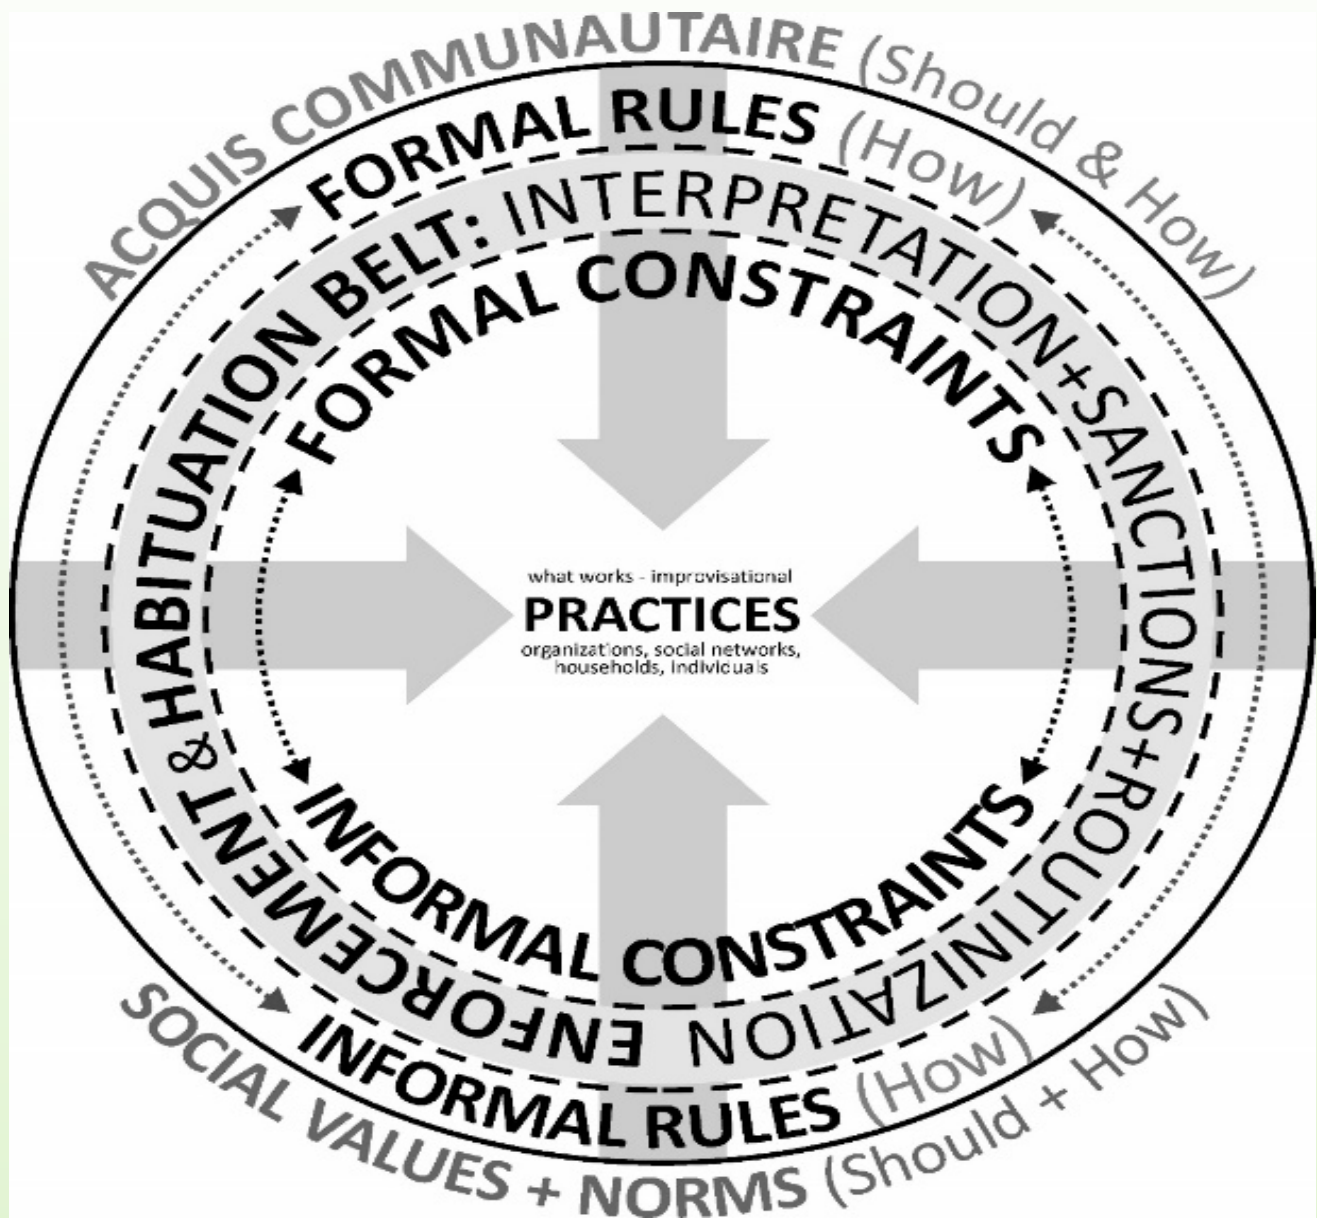 ACQUIS COMMUNAUTAIRE (Should & How)
FORMAL RULES (How)
ENFORCEMENT & HABITUATION BELT: INTERPRETATION+SANCTIONS+ROUTINIZATION
FORMAL CONSTRAINTS
what works - improvisational
PRACTICES
organizations, social networks,
households, individuals
INFORMAL CONSTRAINTS
INFORMAL RULES (How)
SOCIAL VALUES + NORMS (Should + How)